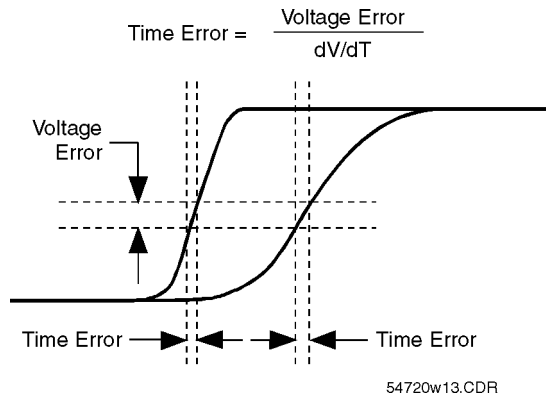 Time Error = Voltage Error
dV/dT
Voltage
Error
Time Error
Time Error
54720w13.CDR